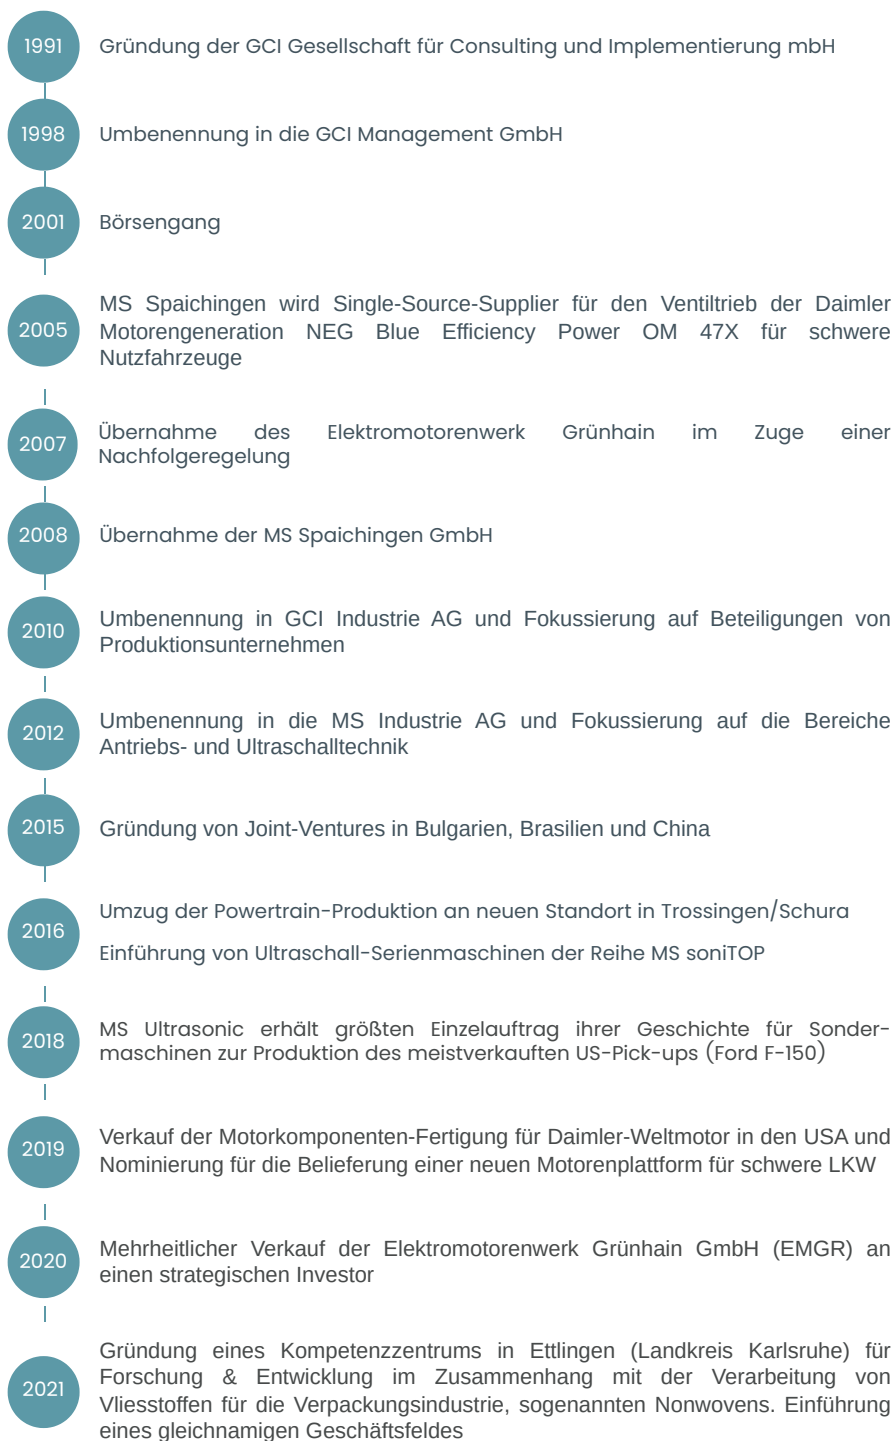 1991
Gründung der GCI Gesellschaft für Consulting und Implementierung mbH
1998
Umbenennung in die GCI Management GmbH
2001
Börsengang
2005
MS Spaichingen wird Single-Source-Supplier für den Ventiltrieb der Daimler
Motorengeneration NEG Blue Efficiency Power OM 47X für schwere
Nutzfahrzeuge
2007
Übernahme des Elektromotorenwerk Grünhain im Zuge einer
Nachfolgeregelung
2008
Übernahme der MS Spaichingen GmbH
2010
Umbenennung in GCI Industrie AG und Fokussierung auf Beteiligungen von
Produktionsunternehmen
2012
Umbenennung in die MS Industrie AG und Fokussierung auf die Bereiche
Antriebs- und Ultraschalltechnik
2015
Gründung von Joint-Ventures in Bulgarien, Brasilien und China
2016
Umzug der Powertrain-Produktion an neuen Standort in Trossingen/Schura
Einführung von Ultraschall-Serienmaschinen der Reihe MS soniTOP
2018
MS Ultrasonic erhält größten Einzelauftrag ihrer Geschichte für Sonder-
maschinen zur Produktion des meistverkauften US-Pick-ups (Ford F-150)
2019
Verkauf der Motorkomponenten-Fertigung für Daimler-Weltmotor in den USA und
Nominierung für die Belieferung einer neuen Motorenplattform für schwere LKW
2020
Mehrheitlicher Verkauf der Elektromotorenwerk Grünhain GmbH (EMGR) an
einen strategischen Investor
2021
Gründung eines Kompetenzzentrums in Ettlingen (Landkreis Karlsruhe) für
Forschung & Entwicklung im Zusammenhang mit der Verarbeitung von
Vliesstoffen für die Verpackungsindustrie, sogenannten Nonwovens. Einführung
eines gleichnamigen Geschäftsfeldes